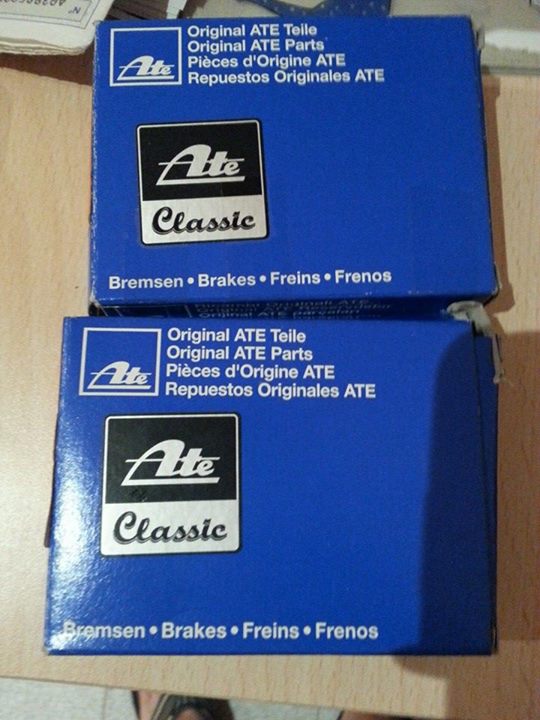 Ate
Original ATE Teile
Original ATE Parts
Pièces d'Origine ATE
Repuestos Originales ATE
Ate
Classic
Bremsen • Brakes • Freins • Frenos
Ate
Original ATE Teile
Original ATE Parts
Pièces d'Origine ATE
Repuestos Originales ATE
Ate
Classic
Bremsen • Brakes • Freins • Frenos